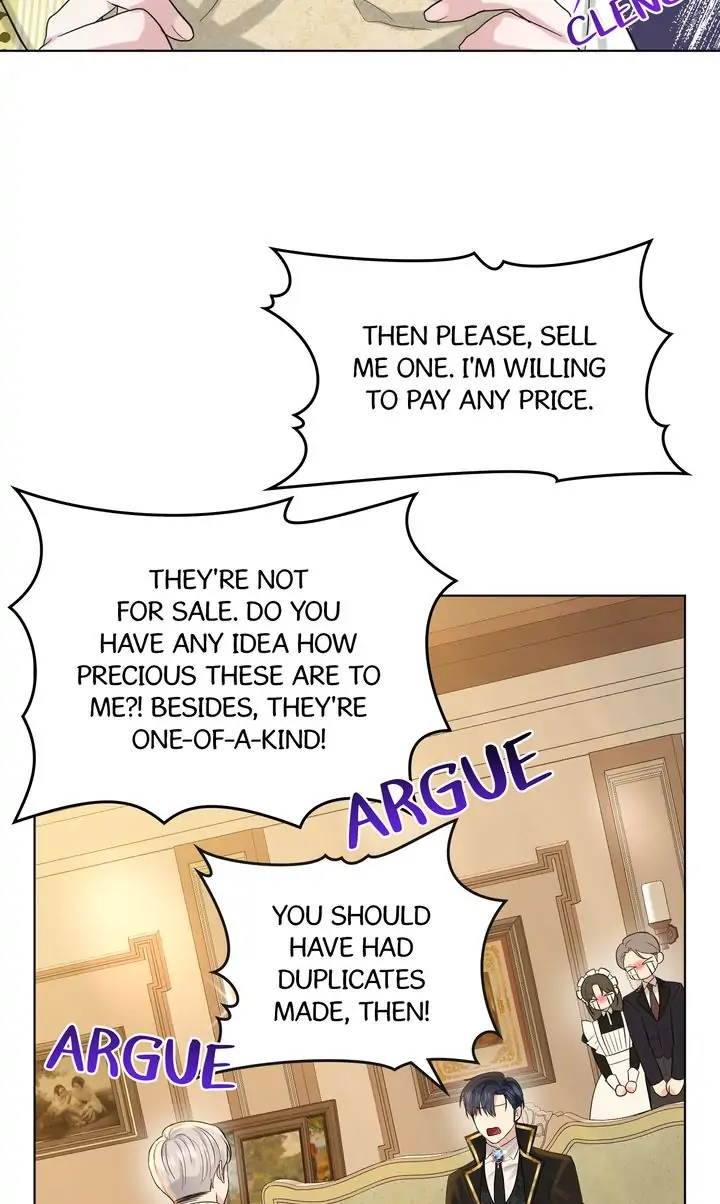 CLENC
THEN PLEASE, SELL
ME ONE. I'M WILLING
TO PAY ANY PRICE.
THEY'RE NOT
FOR SALE. DO YOU
HAVE ANY IDEA HOW
PRECIOUS THESE ARE TO
ME?! BESIDES, THEY'RE
ONE-OF-A-KIND!
ARGUE
YOU SHOULD
HAVE HAD
DUPLICATES
MADE, THEN!
ARGUE